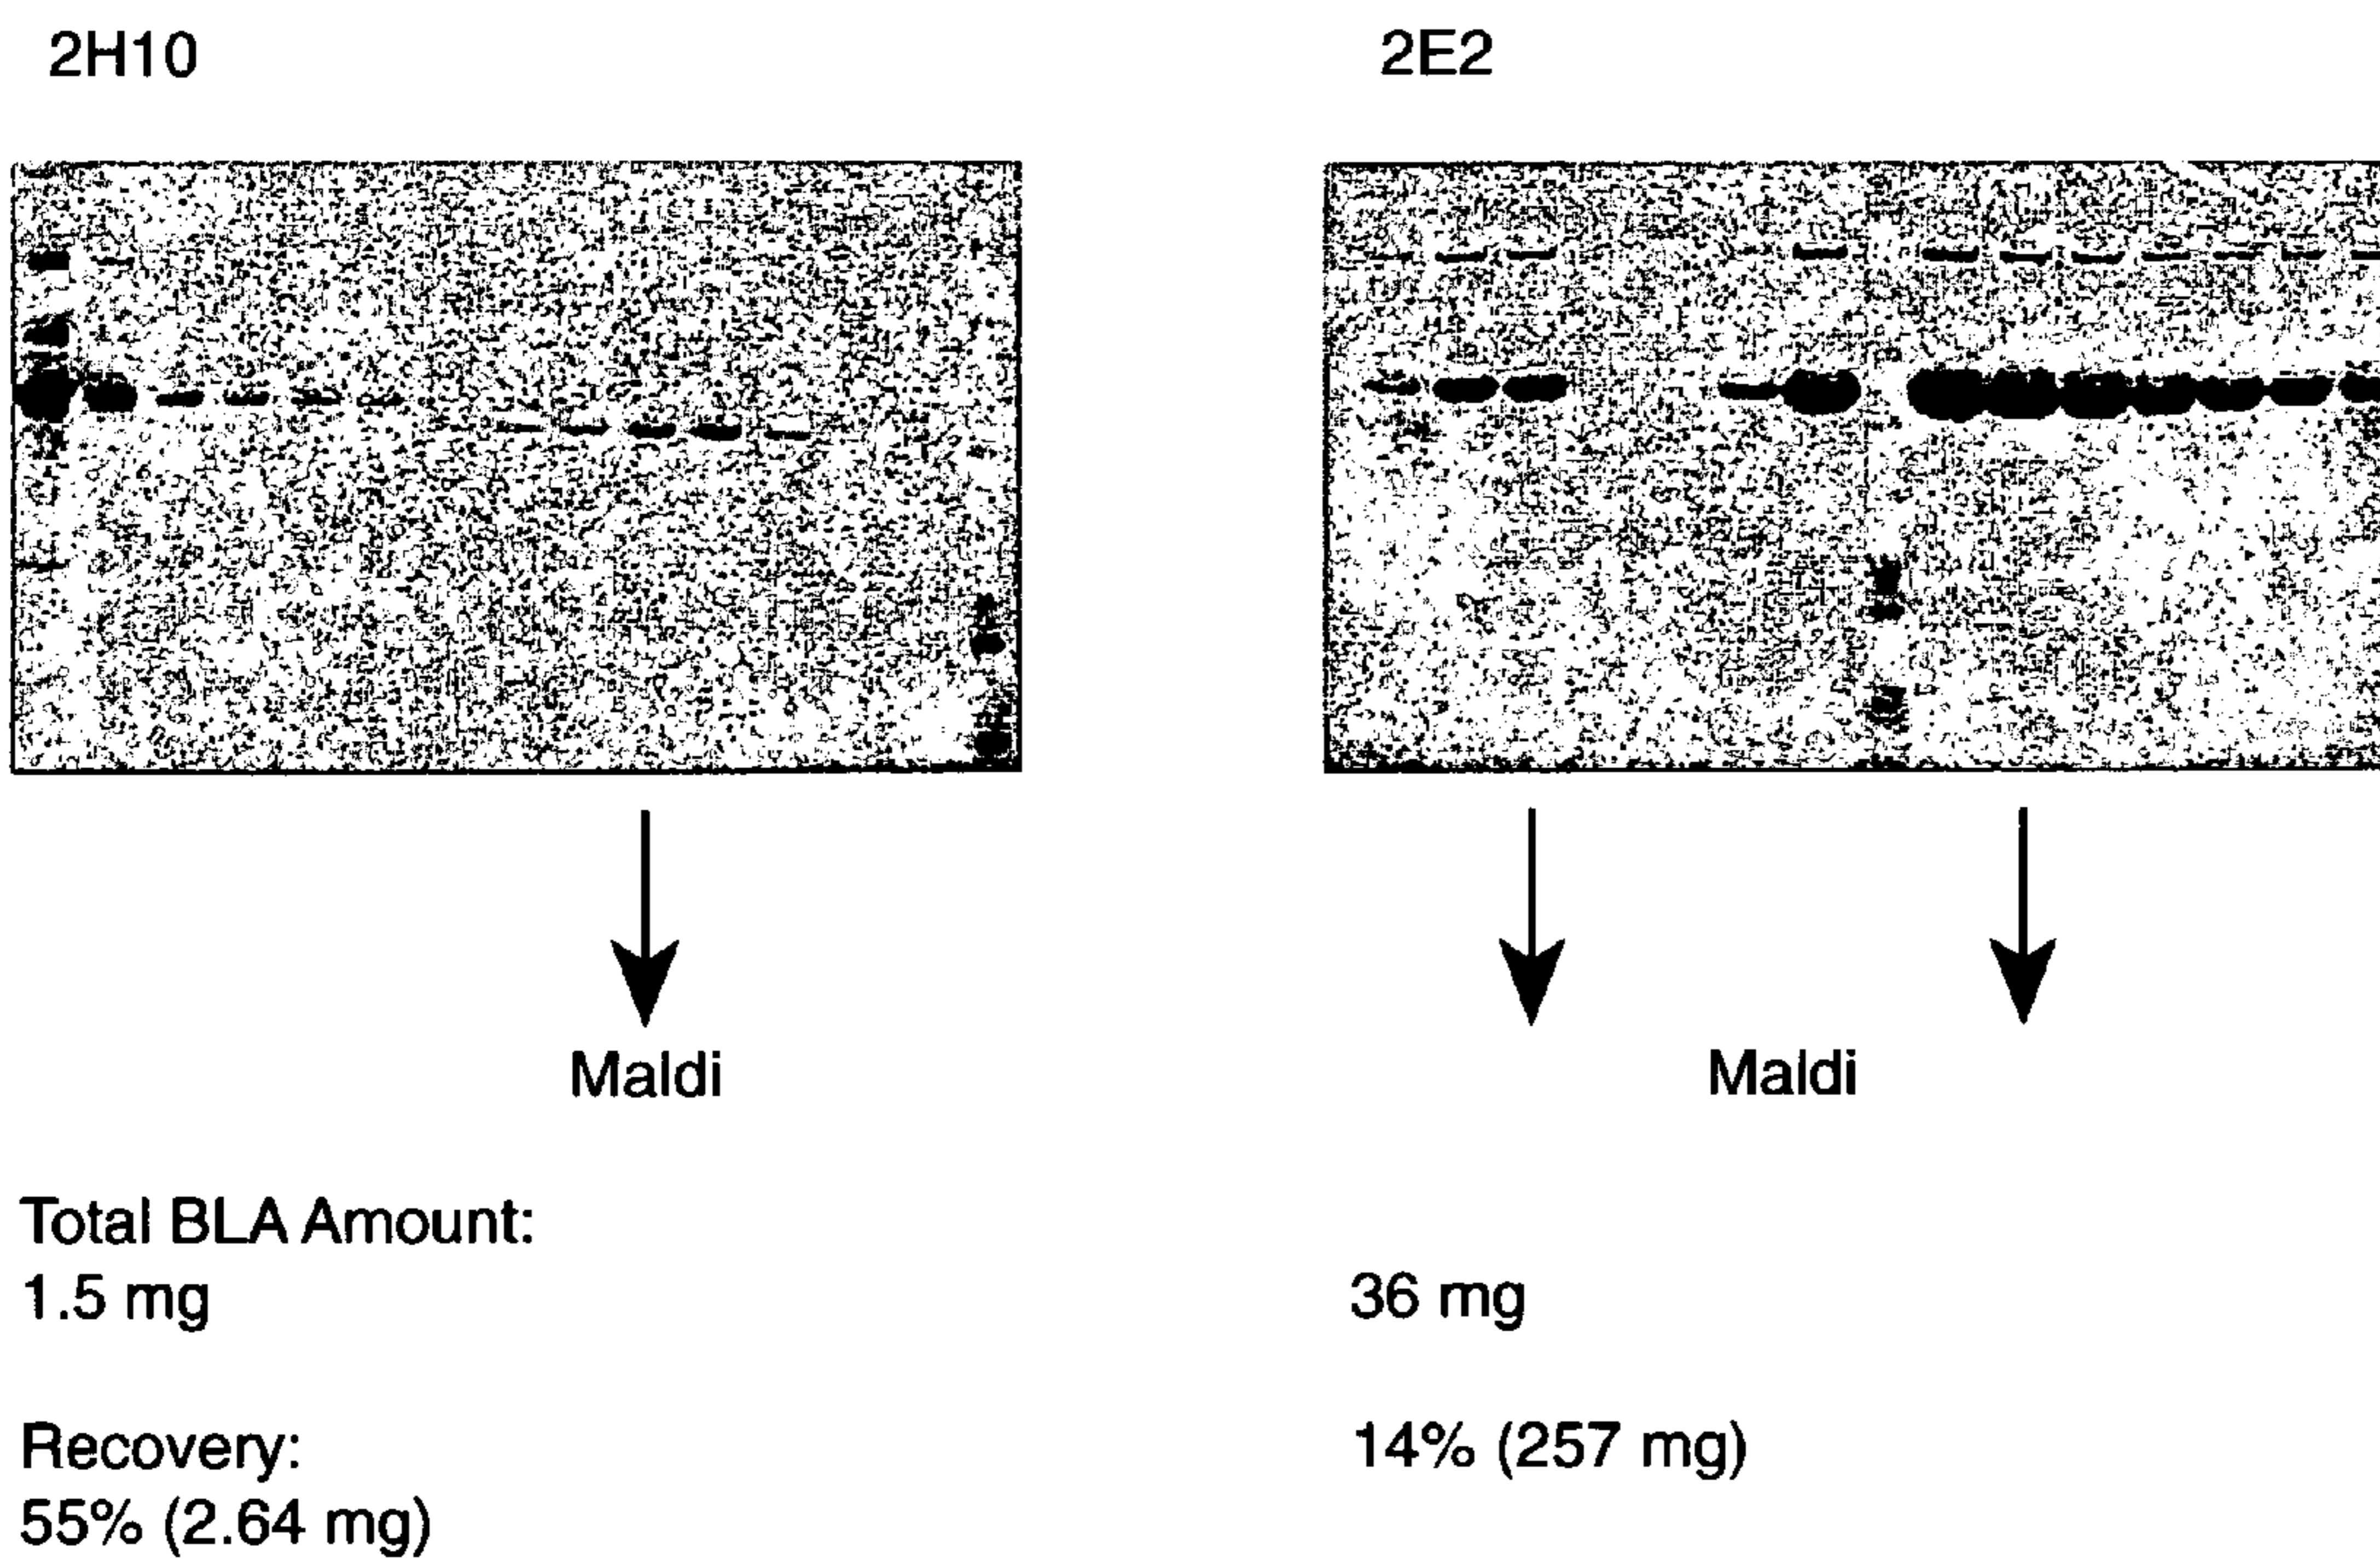 2H10
2E2
Maldi
Maldi
Total BLA Amount:
1.5 mg
36 mg
Recovery:
55% (2.64 mg)
14% (257 mg)